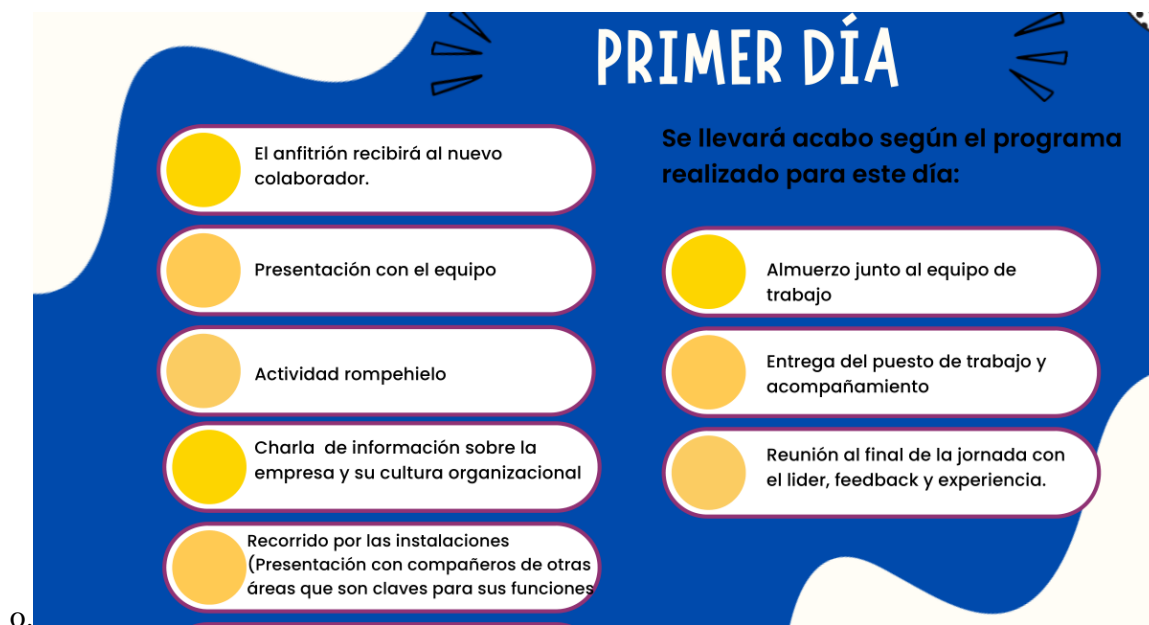 PRIMER DÍA
El anfitrión recibirá al nuevo
colaborador.
Presentación con el equipo
Actividad rompehielo
Charla de información sobre la
empresa y su cultura organizacional
Recorrido por las instalaciones
(Presentación con compañeros de otras
áreas que son claves para sus funciones
Se llevará acabo según el programa
realizado para este día:
Almuerzo junto al equipo de
trabajo
Entrega del puesto de trabajo y
acompañamiento
Reunión al final de la jornada con
el lider, feedback y experiencia.
o.